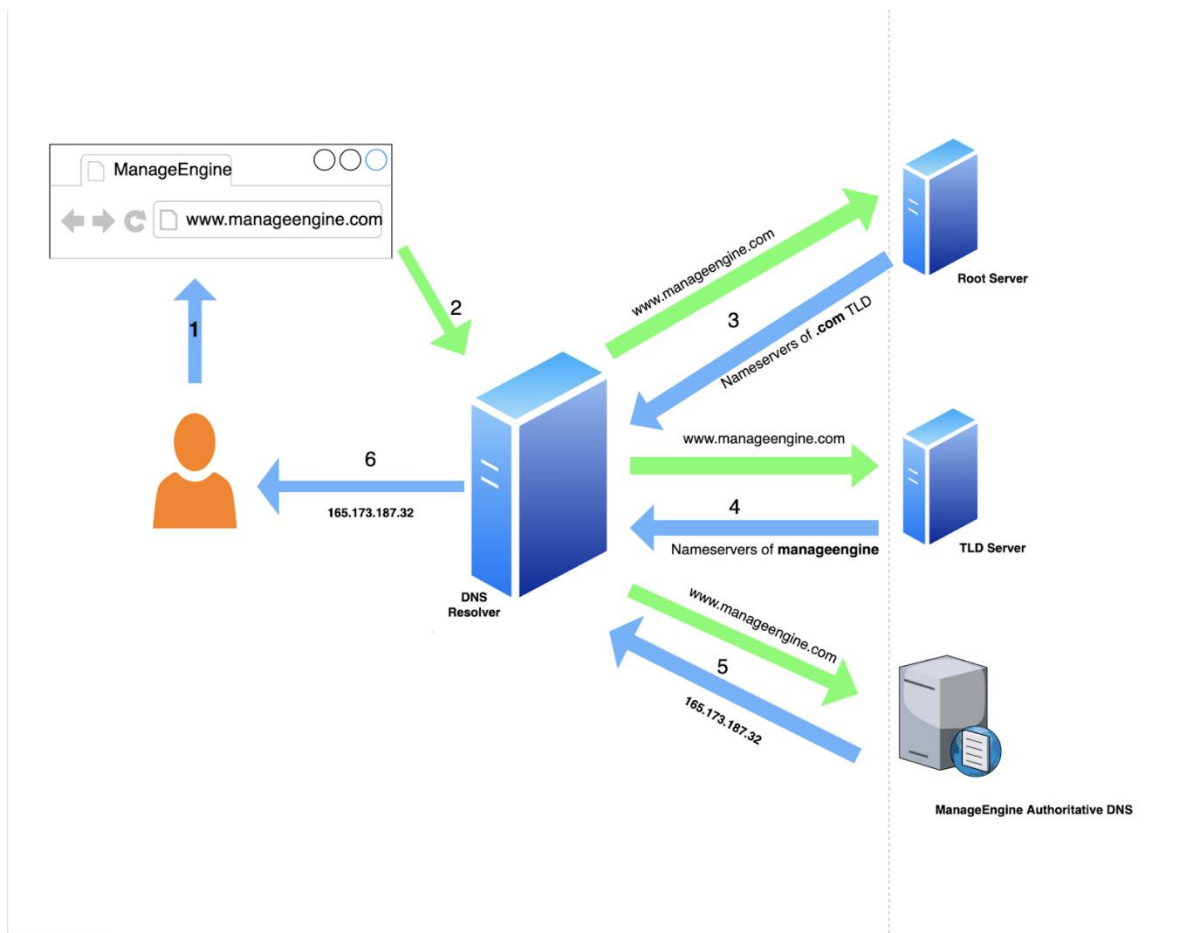 ManageEngine
www.manageengine.com
1
2
www.manageengine.com
3
Nameservers of .com TLD
Root Server
www.manageengine.com
4
Nameservers of manageengine
TLD Server
6
165.173.187.32
DNS
Resolver
www.manageengine.com
5
165.173.187.32
ManageEngine Authoritative DNS